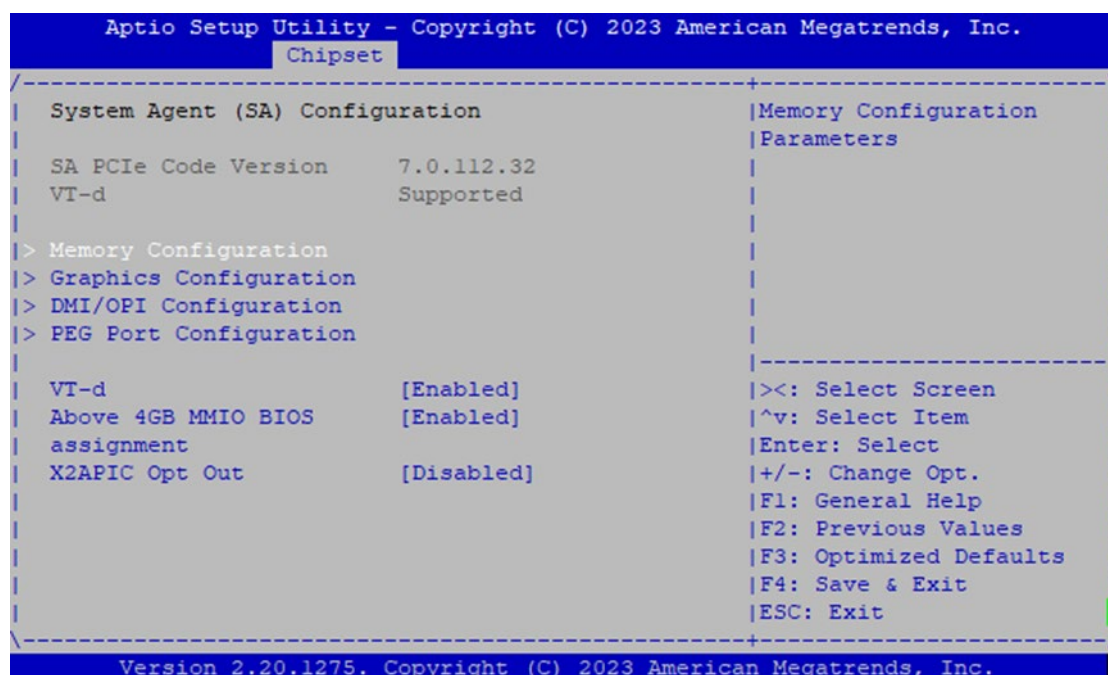 Aptio Setup Utility - Copyright (C) 2023 American Megatrends, Inc.
Chipset
System Agent (SA) Configuration
SA PCIe Code Version 7.0.112.32
VT-d Supported
> Memory Configuration
> Graphics Configuration
> DMI/OPI Configuration
> PEG Port Configuration
VT-d [Enabled]
Above 4GB MMIO BIOS [Enabled]
assignment
X2APIC Opt Out [Disabled]
Memory Configuration
Parameters
><: Select Screen
^v: Select Item
Enter: Select
+/-: Change Opt.
F1: General Help
F2: Previous Values
F3: Optimized Defaults
F4: Save & Exit
ESC: Exit
Version 2.20.1275. Copyright (C) 2023 American Megatrends, Inc.